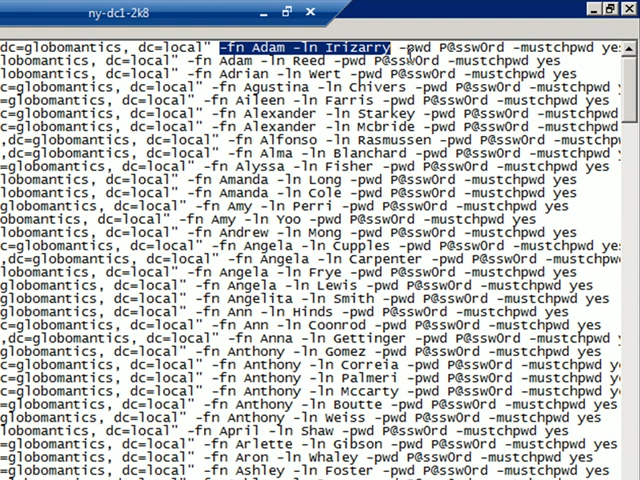 ny-dc1-2k8
dc=globomantics, dc=local" -fn Adam -ln Irizarry -pwd P@ssw0rd -mustchpwd yes
lobomantics, dc=local" -fn Adam -ln Reed -pwd P@ssw0rd -mustchpwd yes
lobomantics, dc=local" -fn Adrian -ln Wert -pwd P@ssw0rd -mustchpwd yes
c=globomantics, dc=local" -fn Agustina -ln Chivers -pwd P@ssw0rd -mustchpwd y
=globomantics, dc=local" -fn Aileen -ln Farris -pwd P@ssw0rd -mustchpwd yes
c=globomantics, dc=local" -fn Alexander -ln Starkey -pwd P@ssw0rd -mustchpwd
c=globomantics, dc=local" -fn Alexander -ln Mcbride -pwd P@ssw0rd -mustchpwd
,dc=globomantics, dc=local" -fn Alfonso -ln Rasmussen -pwd P@ssw0rd -mustchpwd
,dc=globomantics, dc=local" -fn Alma -ln Blanchard -pwd P@ssw0rd -mustchpwd ye
=globomantics, dc=local" -fn Alyssa -ln Fisher -pwd P@ssw0rd -mustchpwd yes
lobomantics, dc=local" -fn Amanda -ln Long -pwd P@ssw0rd -mustchpwd yes
lobomantics, dc=local" -fn Amanda -ln Cole -pwd P@ssw0rd -mustchpwd yes
globomantics, dc=local" -fn Amy -ln Perri -pwd P@ssw0rd -mustchpwd yes
obomantics, dc=local" -fn Amy -ln Yoo -pwd P@ssw0rd -mustchpwd yes
lobomantics, dc=local" -fn Andrew -ln Mong -pwd P@ssw0rd -mustchpwd yes
c=globomantics, dc=local" -fn Angela -ln Cupples -pwd P@ssw0rd -mustchpwd yes
,dc=globomantics, dc=local" -fn Angela -ln Carpenter -pwd P@ssw0rd -mustchpwd
lobomantics, dc=local" -fn Angela -ln Frye -pwd P@ssw0rd -mustchpwd yes
globomantics, dc=local" -fn Angela -ln Lewis -pwd P@ssw0rd -mustchpwd yes
globomantics, dc=local" -fn Angelita -ln Smith -pwd P@ssw0rd -mustchpwd yes
globomantics, dc=local" -fn Ann -ln Hinds -pwd P@ssw0rd -mustchpwd yes
c=globomantics, dc=local" -fn Ann -ln Coonrod -pwd P@ssw0rd -mustchpwd yes
,dc=globomantics, dc=local" -fn Anna -ln Gettinger -pwd P@ssw0rd -mustchpwd ye
globomantics, dc=local" -fn Anthony -ln Gomez -pwd P@ssw0rd -mustchpwd yes
c=globomantics, dc=local" -fn Anthony -ln Correia -pwd P@ssw0rd -mustchpwd y
c=globomantics, dc=local" -fn Anthony -ln Palmeri -pwd P@ssw0rd -mustchpwd y
c=globomantics, dc=local" -fn Anthony -ln Mccarty -pwd P@ssw0rd -mustchpwd y
=globomantics, dc=local" -fn Anthony -ln Boutte -pwd P@ssw0rd -mustchpwd yes
globomantics, dc=local" -fn Anthony -ln Weiss -pwd P@ssw0rd -mustchpwd yes
lobomantics, dc=local" -fn April -ln Shaw -pwd P@ssw0rd -mustchpwd yes
=globomantics, dc=local" -fn Arlette -ln Gibson -pwd P@ssw0rd -mustchpwd yes
=globomantics, dc=local" -fn Aron -ln Whaley -pwd P@ssw0rd -mustchpwd yes
=globomantics, dc=local" -fn Ashley -ln Foster -pwd P@ssw0rd -mustchpwd yes